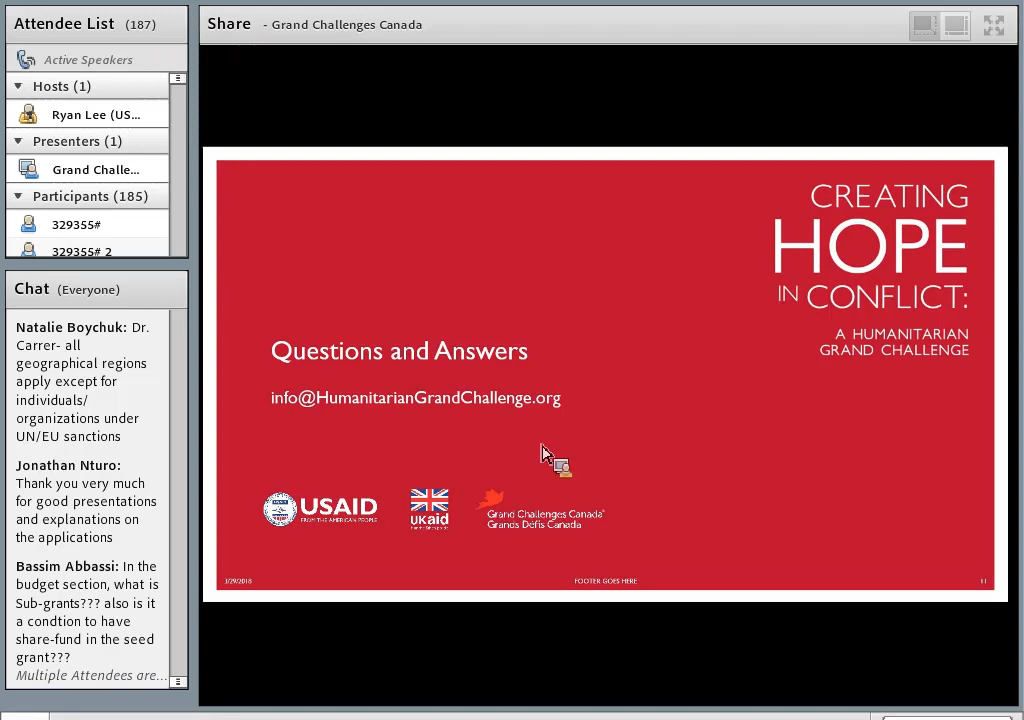 Attendee List (187)
Active Speakers
Hosts (1)
Ryan Lee (US...
Presenters (1)
Grand Challe...
Participants (185)
329355#
329355# 2
Chat (Everyone)
Natalie Boychuk: Dr.
Carrer- all
geographical regions
apply except for
individuals/
organizations under
UN/EU sanctions
Jonathan Nturo:
Thank you very much
for good presentations
and explanations on
the applications
Bassim Abbassi: In the
budget section, what is
Sub-grants??? also is it
a condtion to have
share-fund in the seed
grant???
Multiple Attendees are...
Share - Grand Challenges Canada
CREATING
HOPE
IN CONFLICT:
A HUMANITARIAN
GRAND CHALLENGE
Questions and Answers
info@HumanitarianGrandChallenge.org
USAID
FROM THE AMERICAN PEOPLE
UKaid
Grand Challenges Canada®
Grands Défis Canada
3/29/2018
FOOTER GOES HERE
11